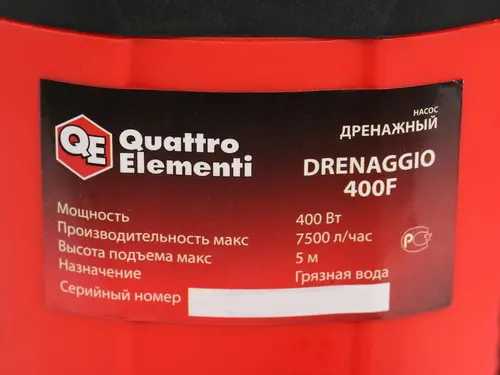 НАСОС
ДРЕНАЖНЫЙ
QE
Quattro
Elementi
DRENAGGIO
400F
Мощность 400 Вт
Производительность макс 7500 л/час
Высота подъема макс 5 м
Назначение Грязная вода
Серийный номер